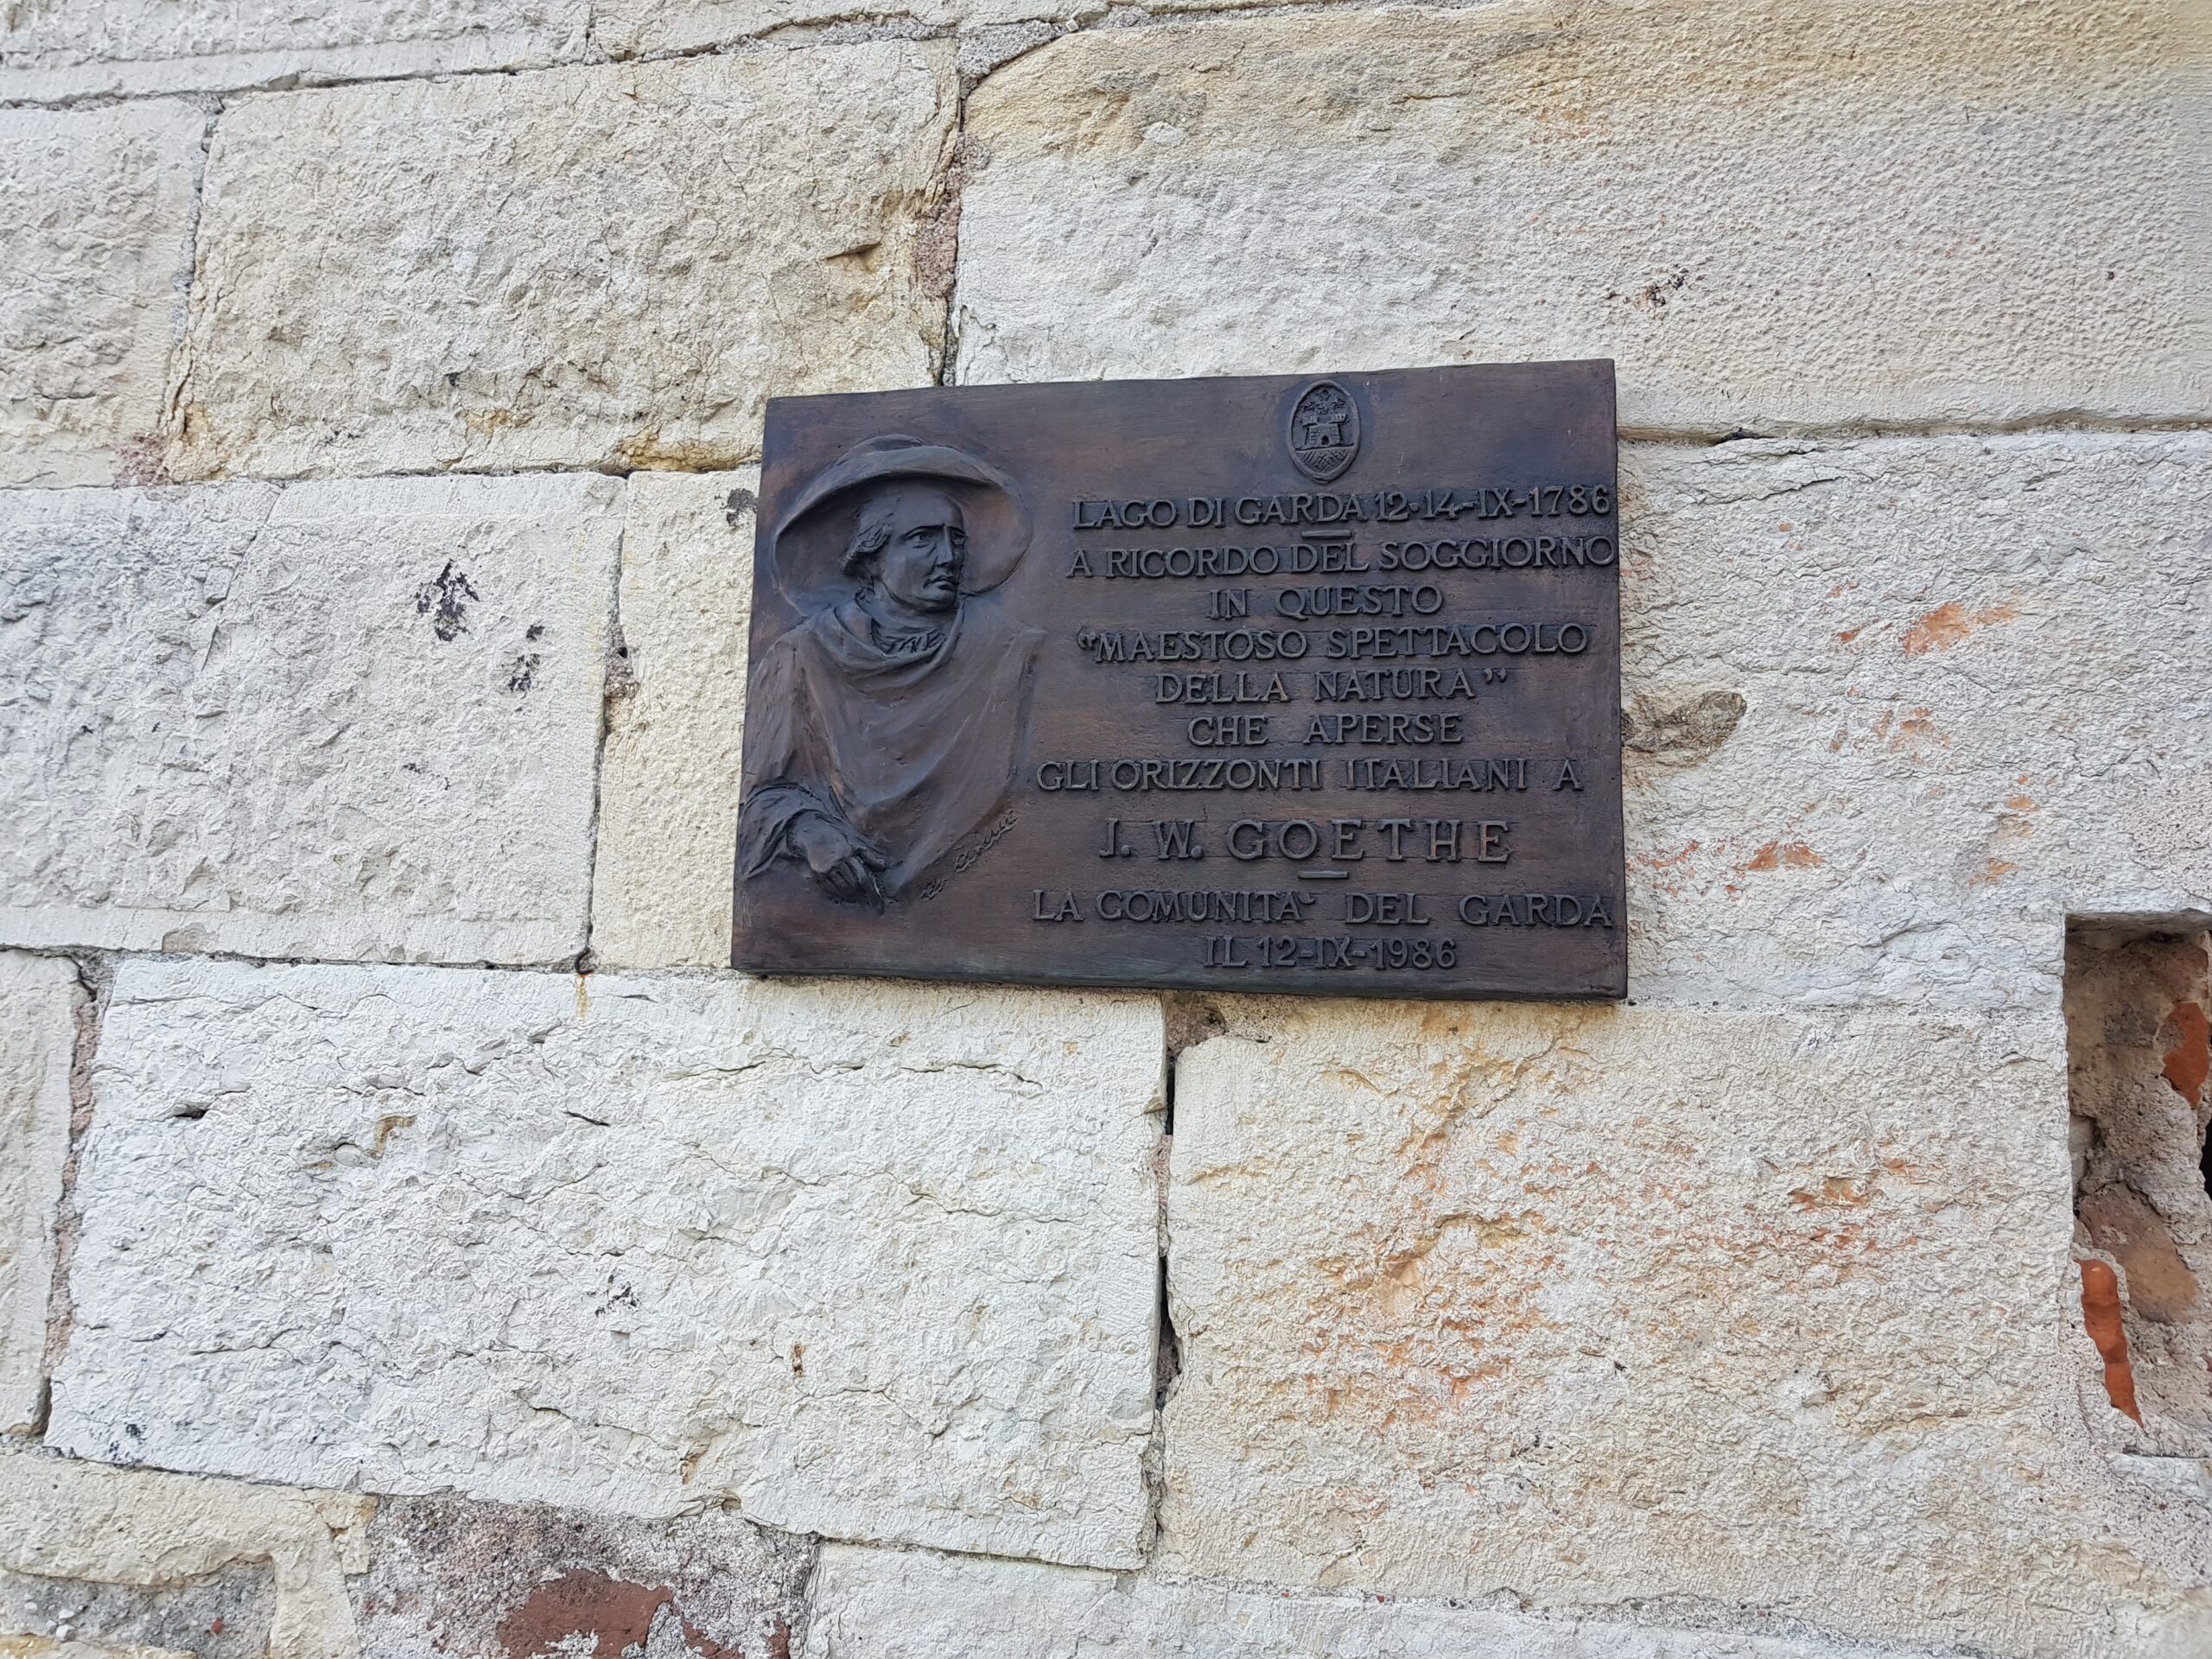 LAGO DI GARDA 12·14-IX-1786
A RICORDO DEL SOGGIORNO
IN QUESTO
“MAESTOSO SPETTACOLO
DELLA NATURA”
CHE APERSE
GLI ORIZZONTI ITALIANI A
J. W. GOETHE
LA COMUNITA' DEL GARDA
IL 12-IX-1986